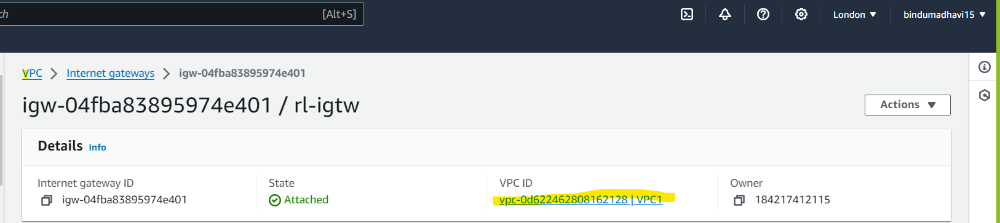 ch [Alt+S] London bindumadhavi15
VPC > Internet gateways > igw-04fba83895974e401
igw-04fba83895974e401 / rl-igtw
Actions
Details Info
Internet gateway ID
igw-04fba83895974e401
State
Attached
VPC ID
vpc-0d622462808162128 | VPC1
Owner
184217412115